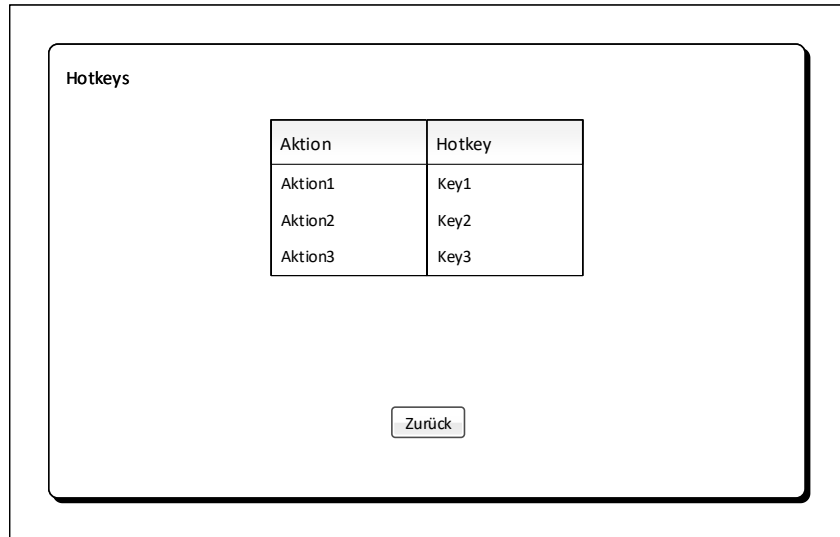 Hotkeys
Aktion Hotkey
Aktion1 Key1
Aktion2 Key2
Aktion3 Key3
Zurück